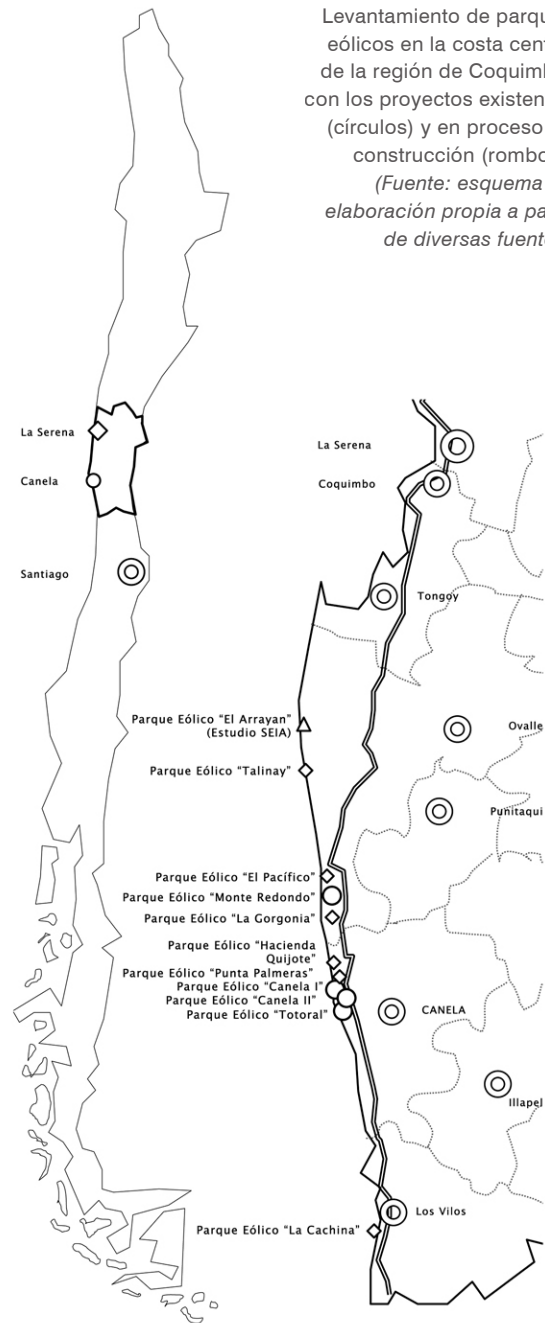 Levantamiento de parqu
eólicos en la costa cent
de la región de Coquimb
con los proyectos existen
(círculos) y en proceso
construcción (rombo
(Fuente: esquema
elaboración propia a pa
de diversas fuent
La Serena
Canela
Santiago
La Serena
Coquimbo
Tongoy
Parque Eólico "El Arrayan"
(Estudio SEIA)
Ovalle
Parque Eólico "Talinay"
Punitaqui
Parque Eólico "El Pacífico"
Parque Eólico "Monte Redondo"
Parque Eólico "La Gorgonia"
Parque Eólico "Hacienda
Quijote"
Parque Eólico "Punta Palmeras"
Parque Eólico "Canela I"
Parque Eólico "Canela II"
Parque Eólico "Totoral"
CANELA
Illapel
Los Vilos
Parque Eólico "La Cachina"